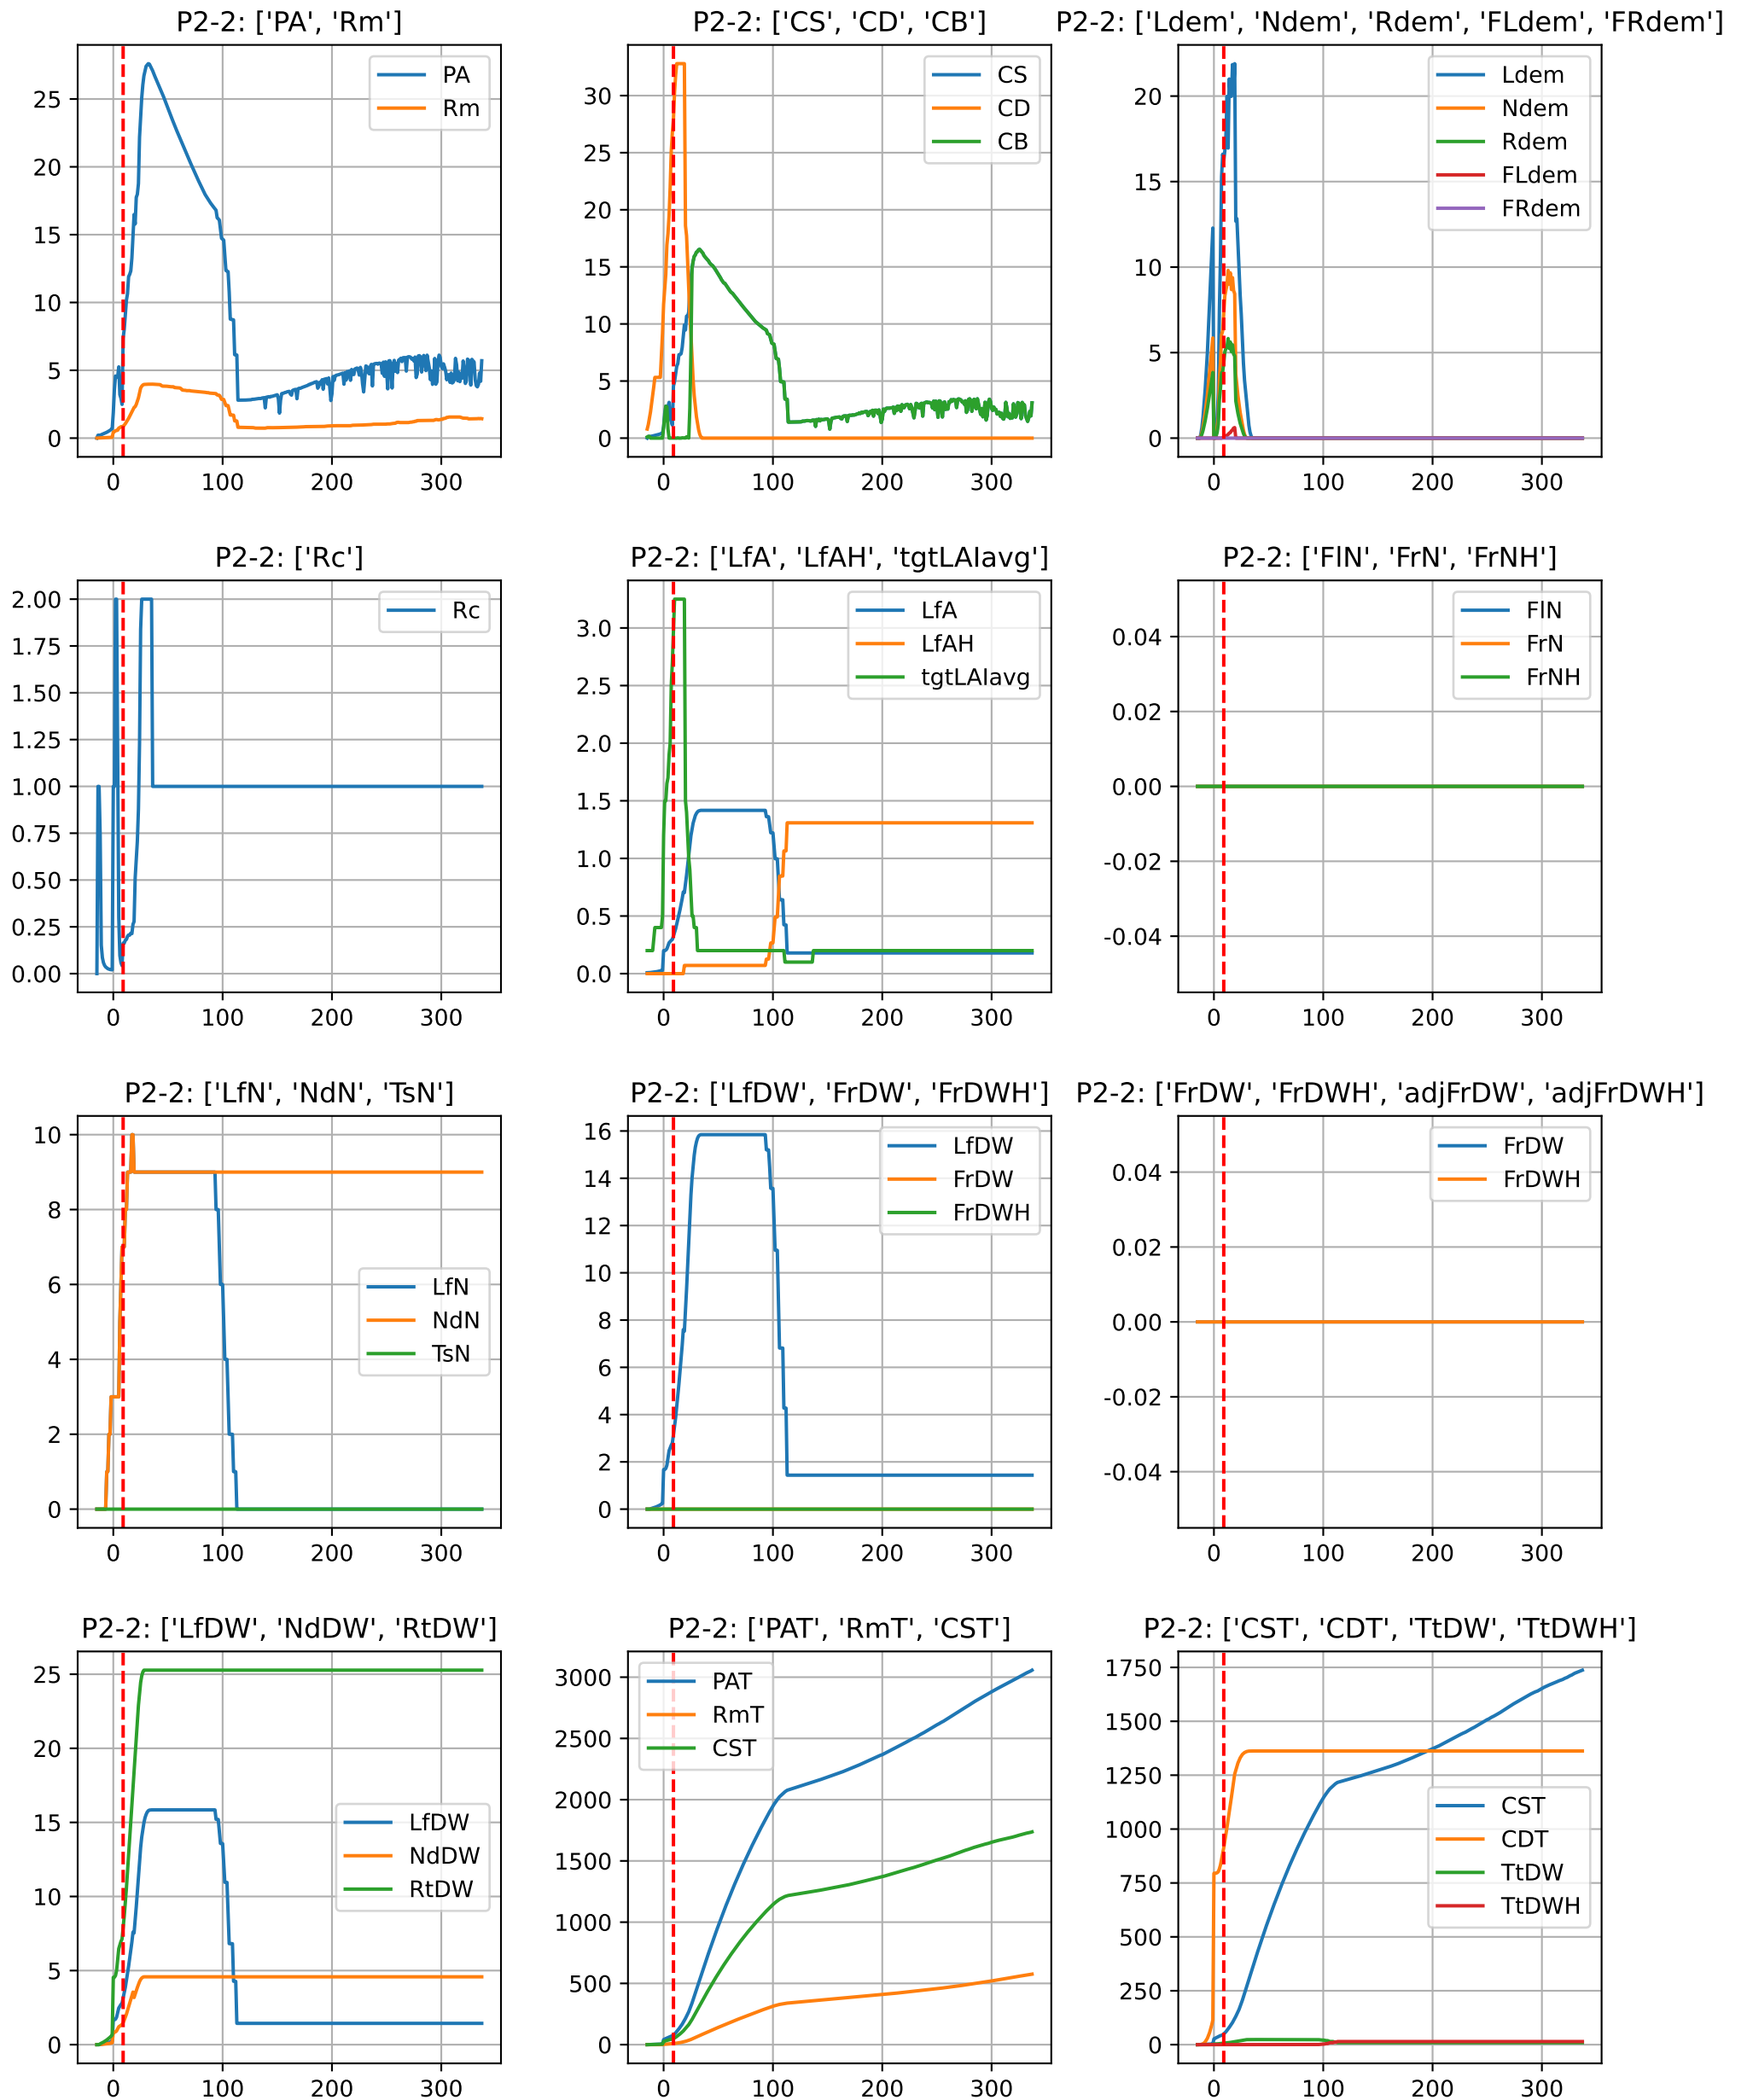 P2-2: ['PA', 'Rm']
PA
Rm
25
20
15
10
5
0
0 100 200 300
P2-2: ['CS', 'CD', 'CB']
CS
CD
CB
30
25
20
15
10
5
0
0 100 200 300
P2-2: ['Ldem', 'Ndem', 'Rdem', 'FLdem', 'FRdem']
Ldem
Ndem
Rdem
FLdem
FRdem
20
15
10
5
0
0 100 200 300
P2-2: ['Rc']
Rc
2.00
1.75
1.50
1.25
1.00
0.75
0.50
0.25
0.00
0 100 200 300
P2-2: ['LfA', 'LfAH', 'tgtLAIavg']
LfA
LfAH
tgtLAIavg
3.0
2.5
2.0
1.5
1.0
0.5
0.0
0 100 200 300
P2-2: ['FlN', 'FrN', 'FrNH']
FlN
FrN
FrNH
0.04
0.02
0.00
-0.02
-0.04
0 100 200 300
P2-2: ['LfN', 'NdN', 'TsN']
LfN
NdN
TsN
10
8
6
4
2
0
0 100 200 300
P2-2: ['LfDW', 'FrDW', 'FrDWH']
LfDW
FrDW
FrDWH
16
14
12
10
8
6
4
2
0
0 100 200 300
P2-2: ['FrDW', 'FrDWH', 'adjFrDW', 'adjFrDWH']
FrDW
FrDWH
0.04
0.02
0.00
-0.02
-0.04
0 100 200 300
P2-2: ['LfDW', 'NdDW', 'RtDW']
LfDW
NdDW
RtDW
25
20
15
10
5
0
0 100 200 300
P2-2: ['PAT', 'RmT', 'CST']
PAT
RmT
CST
3000
2500
2000
1500
1000
500
0
0 100 200 300
P2-2: ['CST', 'CDT', 'TtDW', 'TtDWH']
CST
CDT
TtDW
TtDWH
1750
1500
1250
1000
750
500
250
0
0 100 200 300